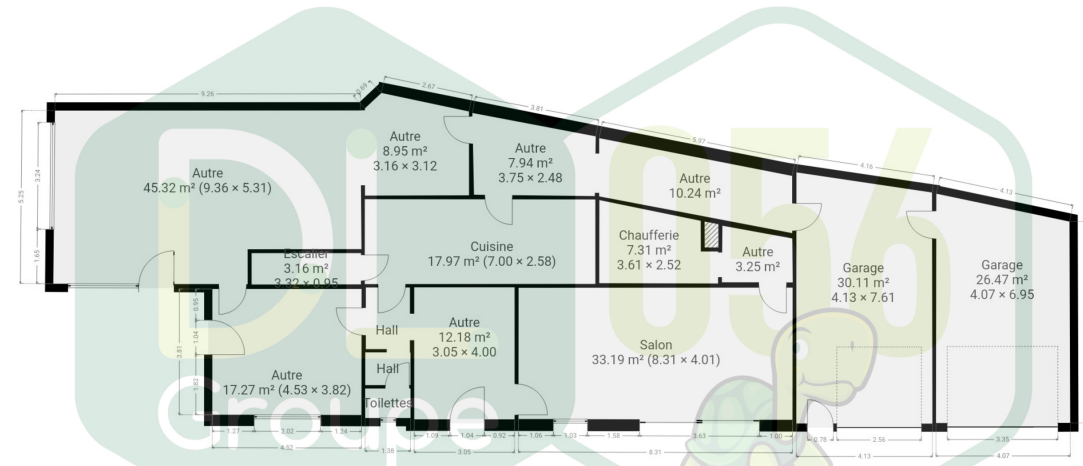 9.26
0.69
2.67
3.81
5.97
4.16
4.13
5.25
3.24
1.65
Autre
45.32 m² (9.36 × 5.31)
Autre
8.95 m²
3.16 × 3.12
Autre
7.94 m²
3.75 × 2.48
Autre
10.24 m²
Escalier
3.16 m²
3.32 × 0.95
Cuisine
17.97 m² (7.00 × 2.58)
Chaufferie
7.31 m²
3.61 × 2.52
Autre
3.25 m²
Garage
30.11 m²
4.13 × 7.61
Garage
26.47 m²
4.07 × 6.95
3.81
0.95
1.04
1.82
Autre
17.27 m² (4.53 × 3.82)
Hall
Hall
Toilettes
Autre
12.18 m²
3.05 × 4.00
Salon
33.19 m² (8.31 × 4.01)
1.27
2.02
1.24
4.52
1.38
1.09
1.04
0.92
3.05
1.06
1.03
1.58
3.63
1.00
8.31
0.78
2.56
4.13
3.35
4.07
Di
Groupe
056